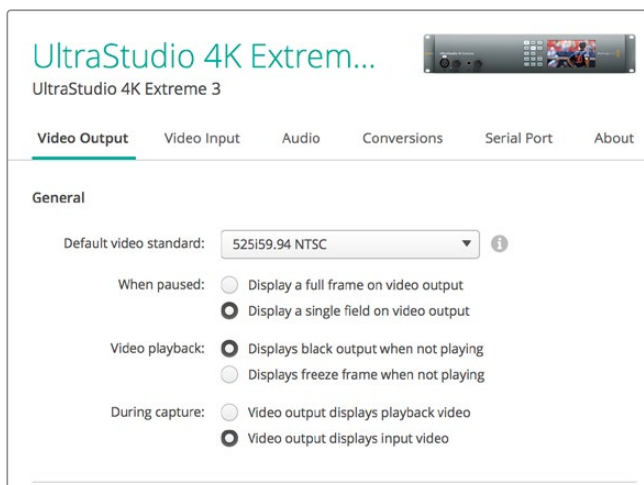 UltraStudio 4K Extrem...
UltraStudio 4K Extreme 3
Video Output Video Input Audio Conversions Serial Port About
General
Default video standard: 525i59.94 NTSC
When paused: Display a full frame on video output
Display a single field on video output
Video playback: Displays black output when not playing
Displays freeze frame when not playing
During capture: Video output displays playback video
Video output displays input video